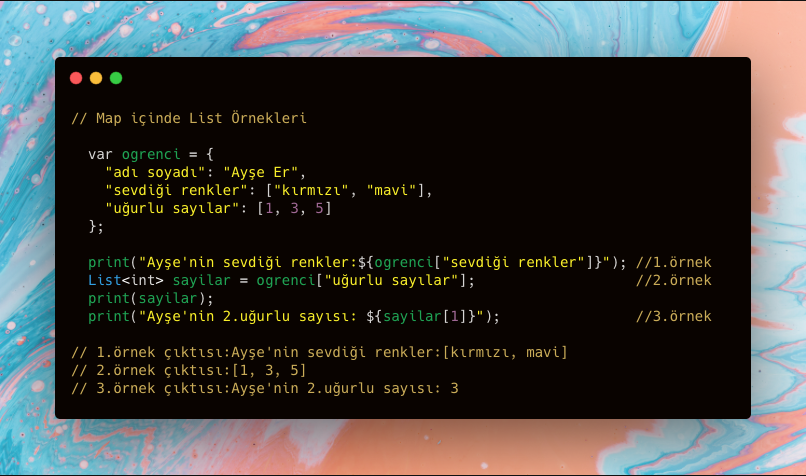 // Map içinde List Örnekleri
var ogrenci = {
"adı soyadı": "Ayşe Er",
"sevdiği renkler": ["kırmızı", "mavi"],
"uğurlu sayılar": [1, 3, 5]
};
print("Ayşe'nin sevdiği renkler:${ogrenci["sevdiği renkler"]}"); //1.örnek
List<int> sayilar = ogrenci["uğurlu sayılar"]; //2.örnek
print(sayilar);
print("Ayşe'nin 2.uğurlu sayısı: ${sayilar[1]}"); //3.örnek
// 1.örnek çıktısı:Ayşe'nin sevdiği renkler:[kırmızı, mavi]
// 2.örnek çıktısı:[1, 3, 5]
// 3.örnek çıktısı:Ayşe'nin 2.uğurlu sayısı: 3